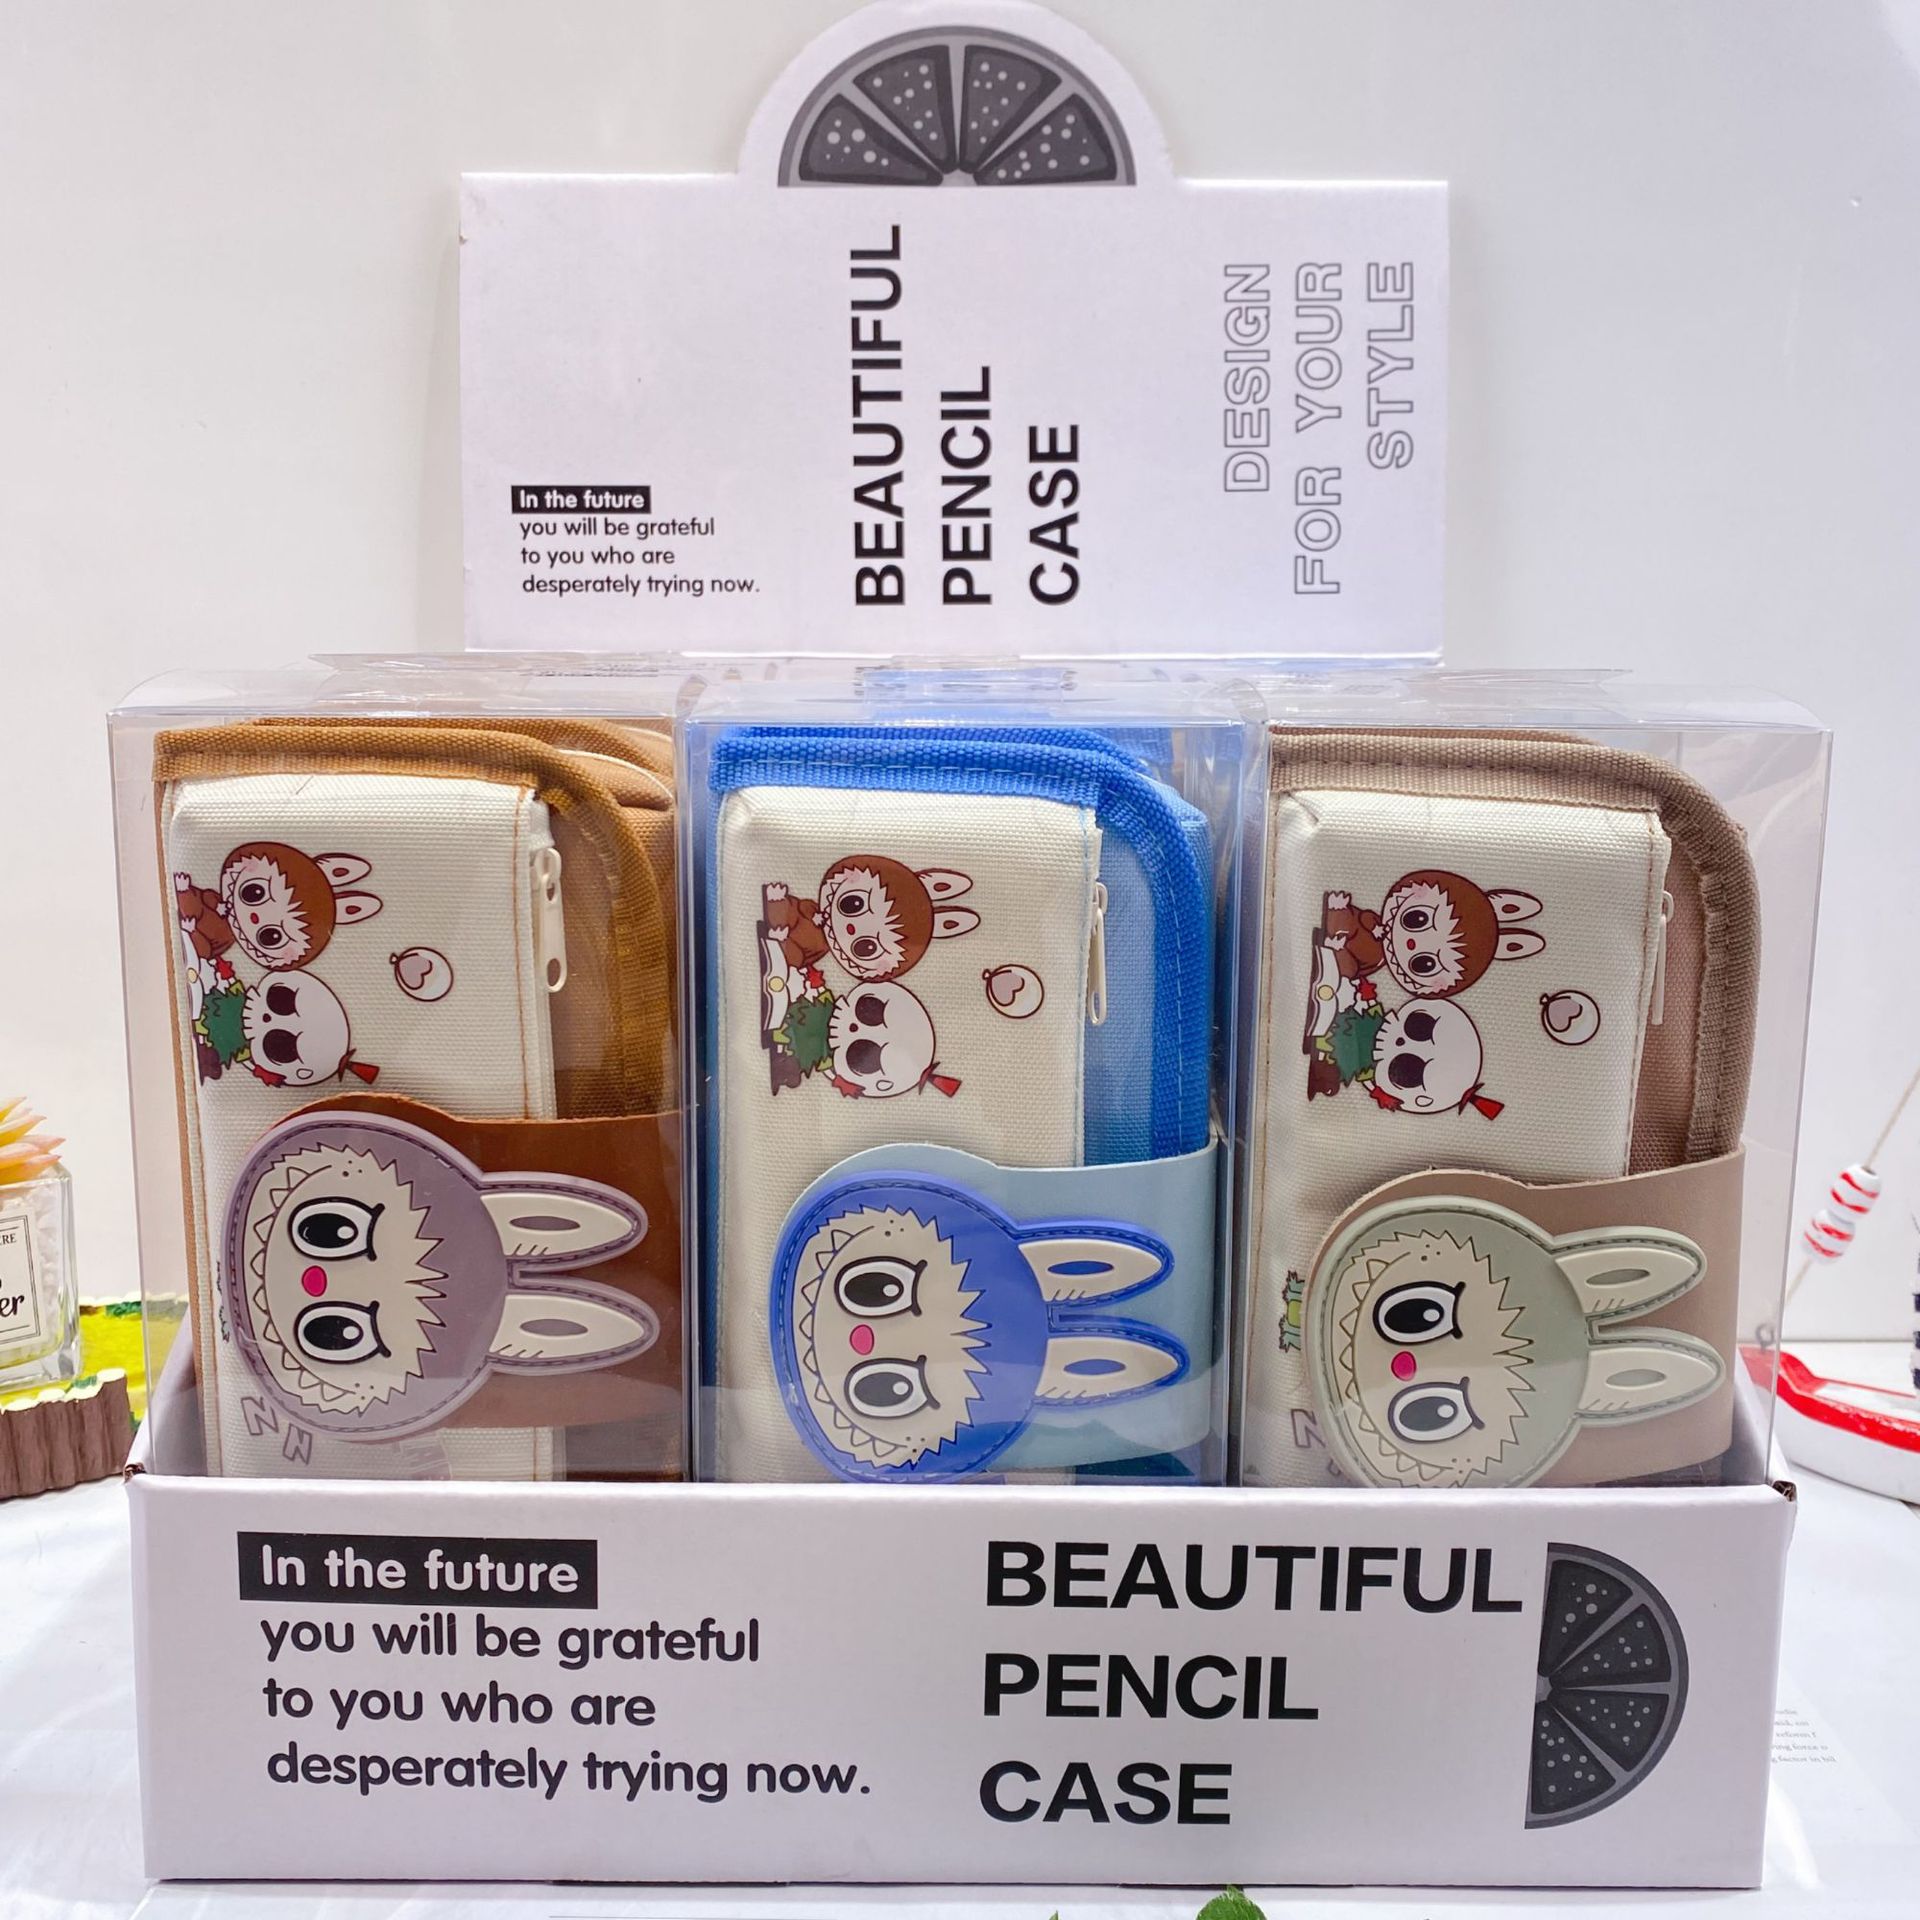 In the future
you will be grateful
to you who are
desperately trying now.
BEAUTIFUL
PENCIL
CASE
DESIGN
FOR YOUR
STYLE
In the future
you will be grateful
to you who are
desperately trying now.
BEAUTIFUL
PENCIL
CASE